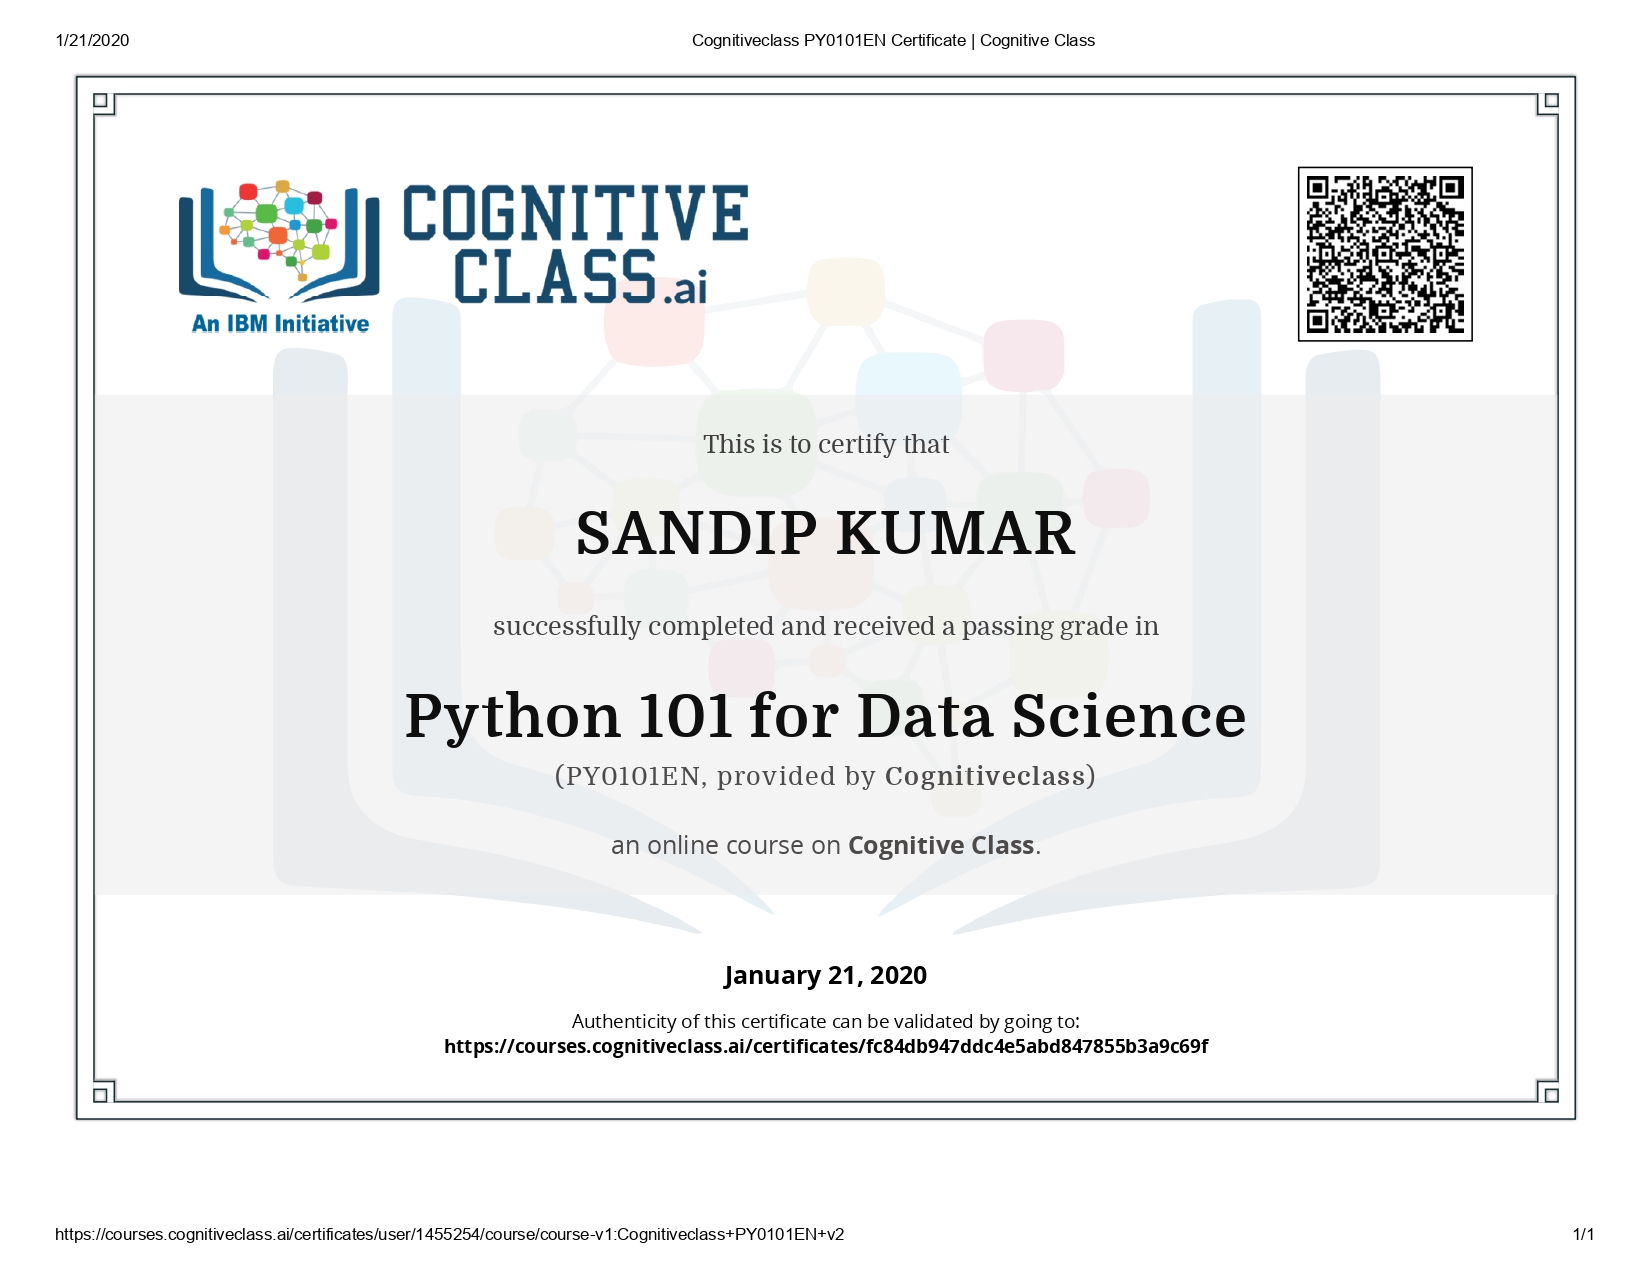 1/21/2020
Cognitiveclass PY0101EN Certificate | Cognitive Class
COGNITIVE
CLASS.ai
An IBM Initiative
This is to certify that
SANDIP KUMAR
successfully completed and received a passing grade in
Python 101 for Data Science
(PY0101EN, provided by Cognitiveclass)
an online course on Cognitive Class.
January 21, 2020
Authenticity of this certificate can be validated by going to:
https://courses.cognitiveclass.ai/certificates/fc84db947ddc4e5abd847855b3a9c69f
https://courses.cognitiveclass.ai/certificates/user/1455254/course/course-v1:Cognitiveclass+PY0101EN+v2
1/1